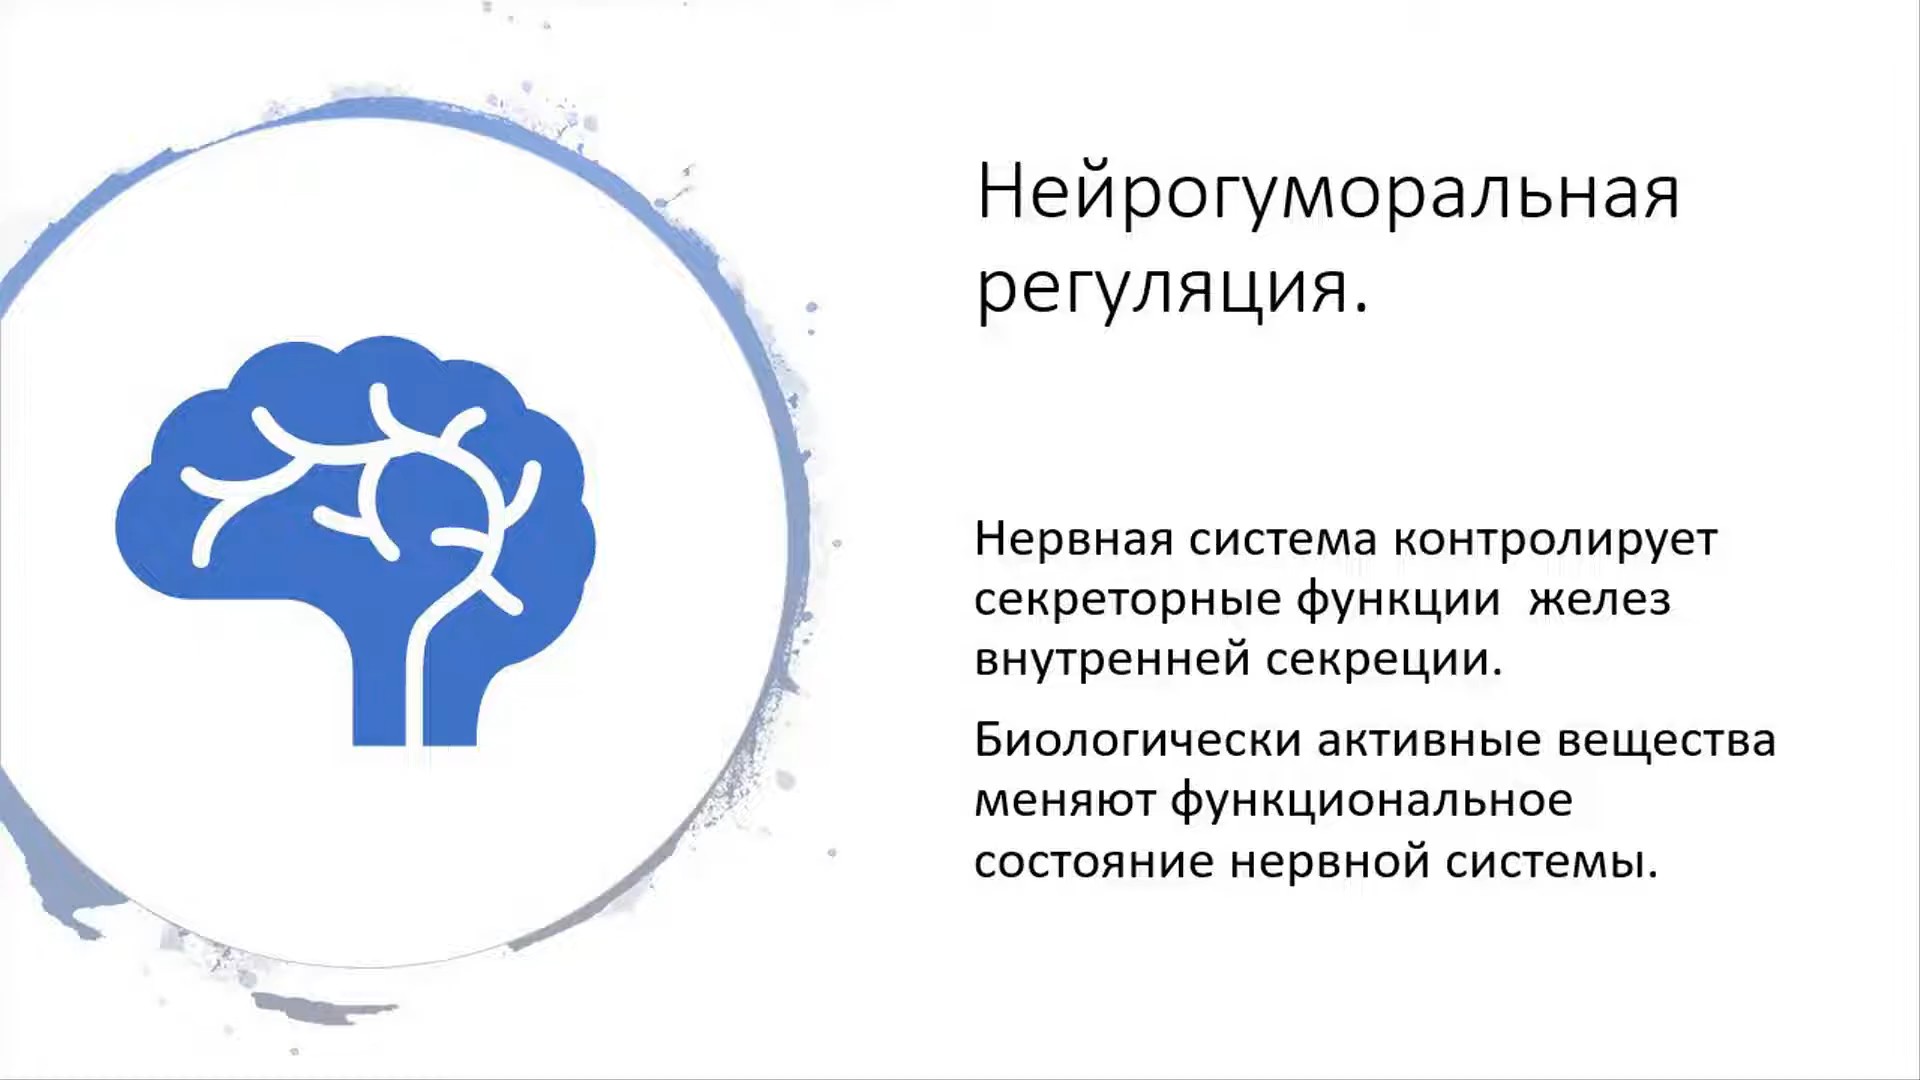 Нейрогуморальная
регуляция.
Нервная система контролирует
секреторные функции  желез
внутренней секреции.
Биологически активные вещества
меняют функциональное
состояние нервной системы.